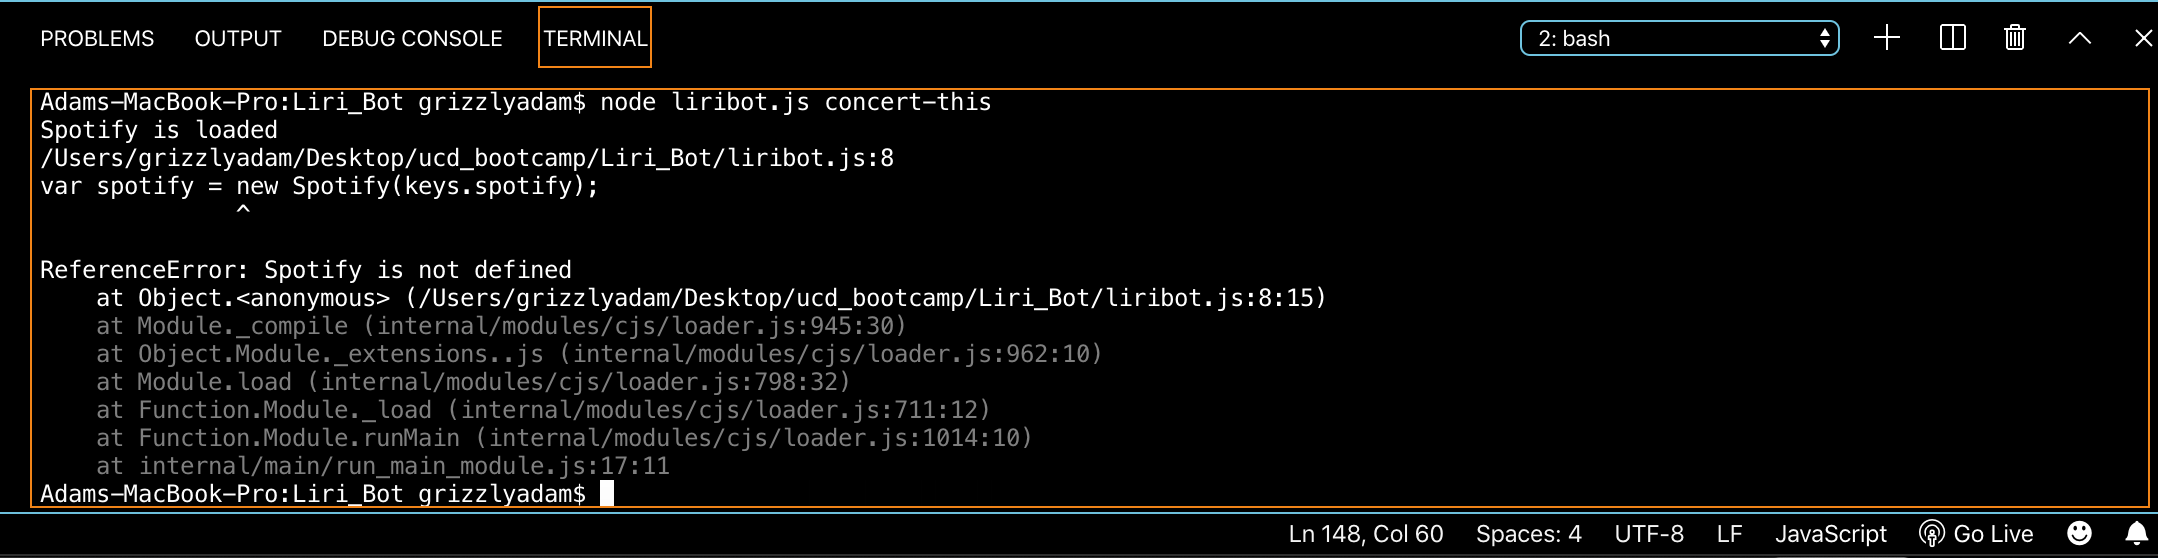 PROBLEMS OUTPUT DEBUG CONSOLE TERMINAL 2: bash
Adams-MacBook-Pro:Liri_Bot grizzlyadam$ node liribot.js concert-this
Spotify is loaded
/Users/grizzlyadam/Desktop/ucd_bootcamp/Liri_Bot/liribot.js:8
var spotify = new Spotify(keys.spotify);
              ^
ReferenceError: Spotify is not defined
    at Object.<anonymous> (/Users/grizzlyadam/Desktop/ucd_bootcamp/Liri_Bot/liribot.js:8:15)
    at Module._compile (internal/modules/cjs/loader.js:945:30)
    at Object.Module._extensions..js (internal/modules/cjs/loader.js:962:10)
    at Module.load (internal/modules/cjs/loader.js:798:32)
    at Function.Module._load (internal/modules/cjs/loader.js:711:12)
    at Function.Module.runMain (internal/modules/cjs/loader.js:1014:10)
    at internal/main/run_main_module.js:17:11
Adams-MacBook-Pro:Liri_Bot grizzlyadam$
Ln 148, Col 60 Spaces: 4 UTF-8 LF JavaScript Go Live